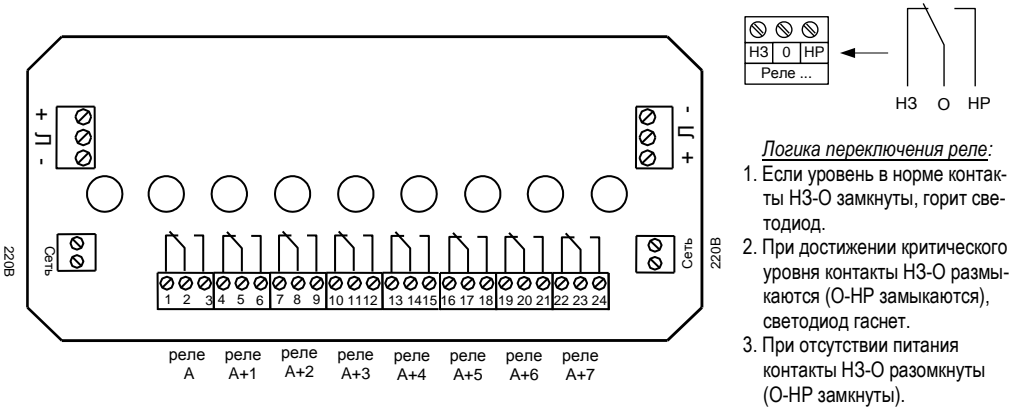 +
Л
-
-
Л
+
220В
Сеть
Сеть
220В
1 2 3 4 5 6 7 8 9 10 11 12 13 14 15 16 17 18 19 20 21 22 23 24
реле реле реле реле реле реле реле реле
А А+1 А+2 А+3 А+4 А+5 А+6 А+7
НЗ 0 НР
Реле ...
НЗ О НР
Логика переключения реле:
1. Если уровень в норме контак-
ты НЗ-О замкнуты, горит све-
тодиод.
2. При достижении критического
уровня контакты НЗ-О размы-
каются (О-НР замыкаются),
светодиод гаснет.
3. При отсутствии питания
контакты НЗ-О разомкнуты
(О-НР замкнуты).